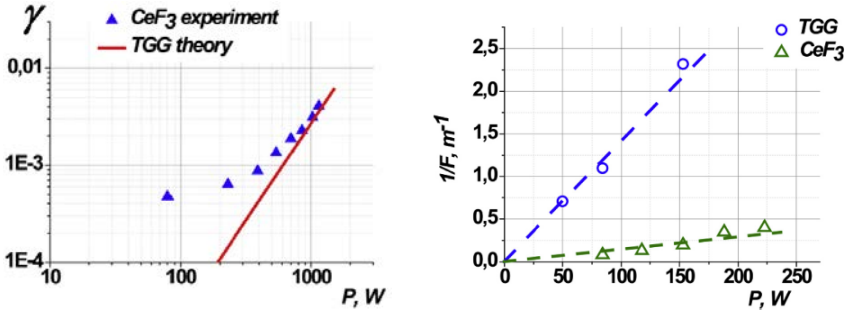 γ
CeF3 experiment
TGG theory
0,01
1E-3
1E-4
10 100 1000
P, W
TGG
CeF3
1/F, m-1
2,5
2,0
1,5
1,0
0,5
0,0
0 50 100 150 200 250
P, W